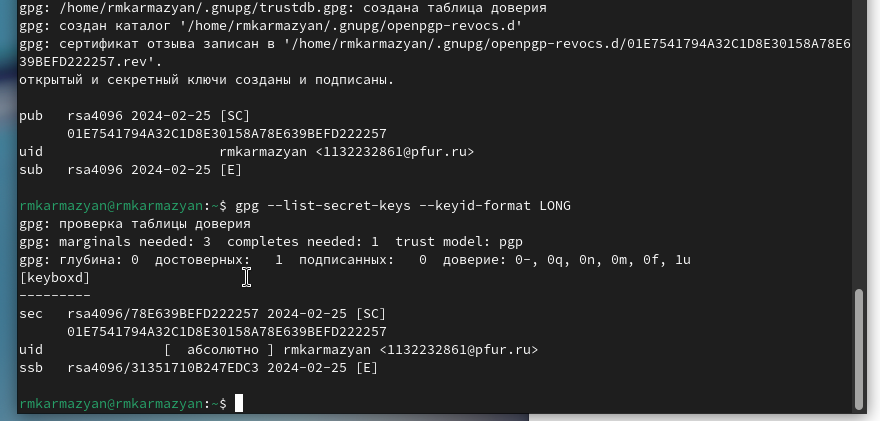 gpg: /home/rmkarmazyan/.gnupg/trustdb.gpg: создана таблица доверия
gpg: создан каталог '/home/rmkarmazyan/.gnupg/openpgp-revocs.d'
gpg: сертификат отзыва записан в '/home/rmkarmazyan/.gnupg/openpgp-revocs.d/01E7541794A32C1D8E30158A78E6
39BEFD222257.rev'.
открытый и секретный ключи созданы и подписаны.
pub   rsa4096 2024-02-25 [SC]
      01E7541794A32C1D8E30158A78E639BEFD222257
uid                      rmkarmazyan <1132232861@pfur.ru>
sub   rsa4096 2024-02-25 [E]
rmkarmazyan@rmkarmazyan:~$ gpg --list-secret-keys --keyid-format LONG
gpg: проверка таблицы доверия
gpg: marginals needed: 3  completes needed: 1  trust model: pgp
gpg: глубина: 0  достоверных:   1  подписанных:   0  доверие: 0-, 0q, 0n, 0m, 0f, 1u
[keyboxd]
---------
sec   rsa4096/78E639BEFD222257 2024-02-25 [SC]
      01E7541794A32C1D8E30158A78E639BEFD222257
uid               [  абсолютно ] rmkarmazyan <1132232861@pfur.ru>
ssb   rsa4096/31351710B247EDC3 2024-02-25 [E]
rmkarmazyan@rmkarmazyan:~$